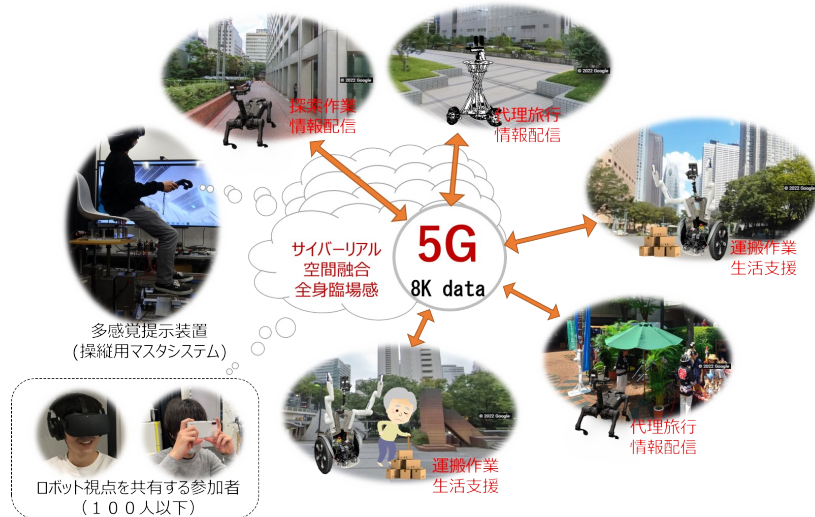 © 2022 Google
探索作業
情報配信
© 2022 Google
代理旅行
情報配信
© 2022 Google
運搬作業
生活支援
サイバーリアル
空間融合
全身臨場感
5G
8K data
多感覚提示装置
(操縦用マスタシステム)
© 2022 Google
代理旅行
情報配信
© 2022 Google
運搬作業
生活支援
ロボット視点を共有する参加者
(100人以下)